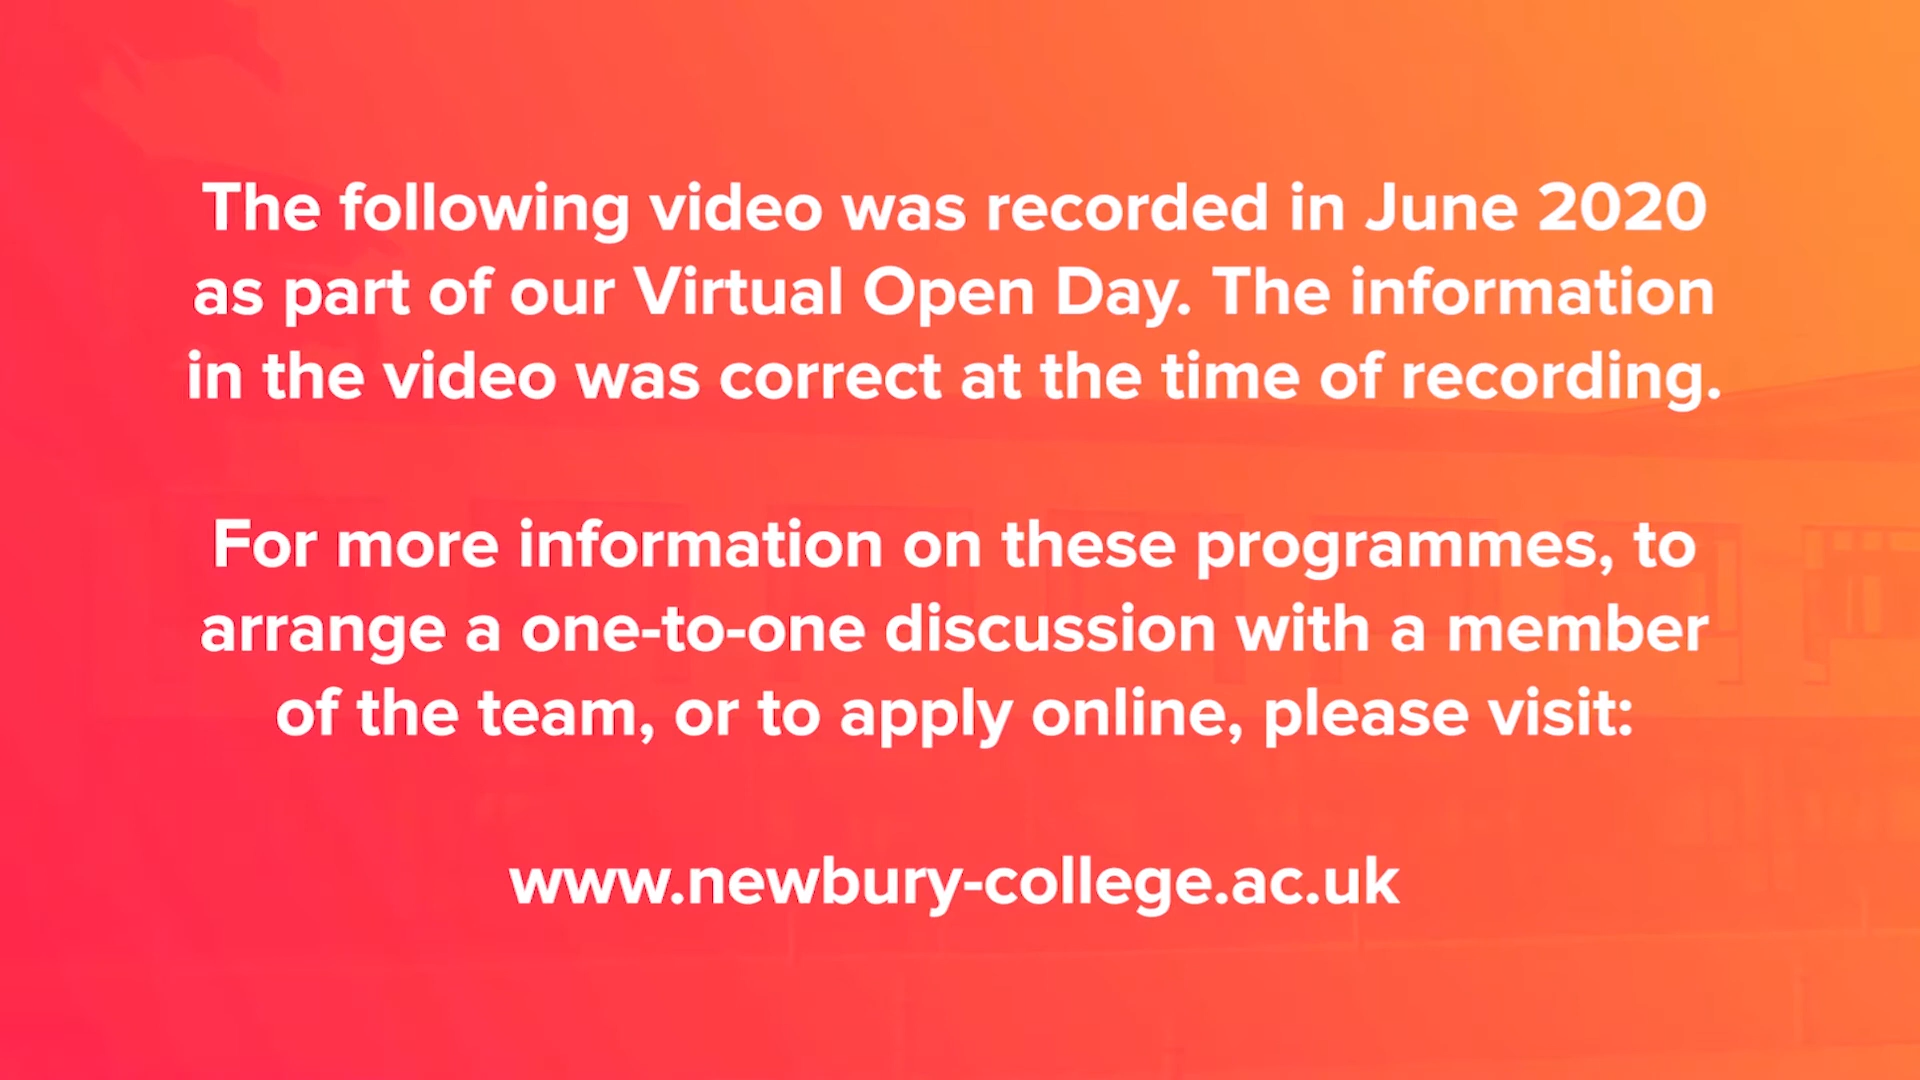 The following video was recorded in June 2020
as part of our Virtual Open Day. The information
in the video was correct at the time of recording.
For more information on these programmes, to
arrange a one-to-one discussion with a member
of the team, or to apply online, please visit:
www.newbury-college.ac.uk